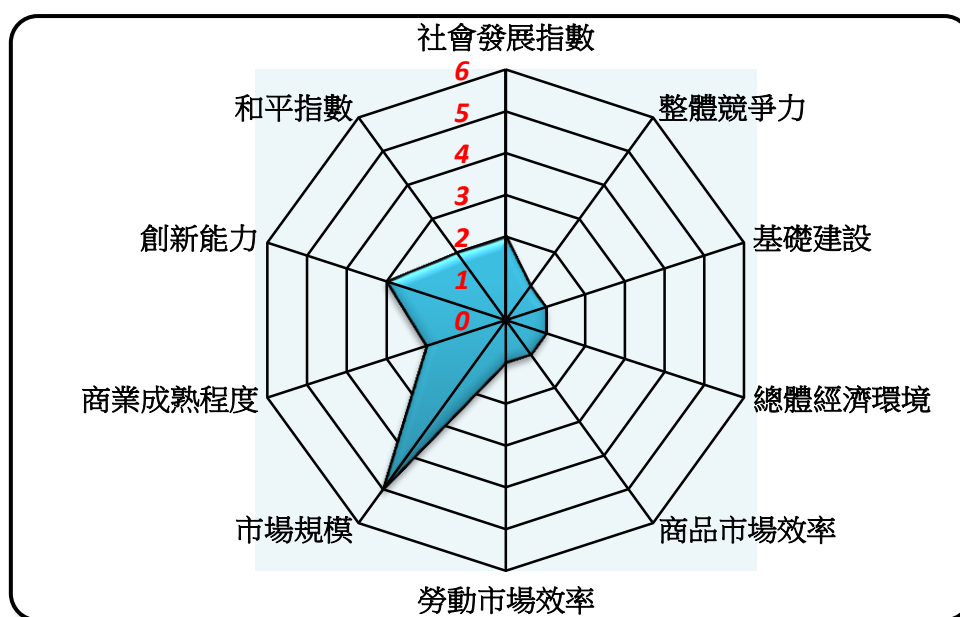 社會發展指數
6
和平指數
5
整體競爭力
4
3
創新能力
2
基礎建設
1
0
商業成熟程度
總體經濟環境
市場規模
商品市場效率
勞動市場效率